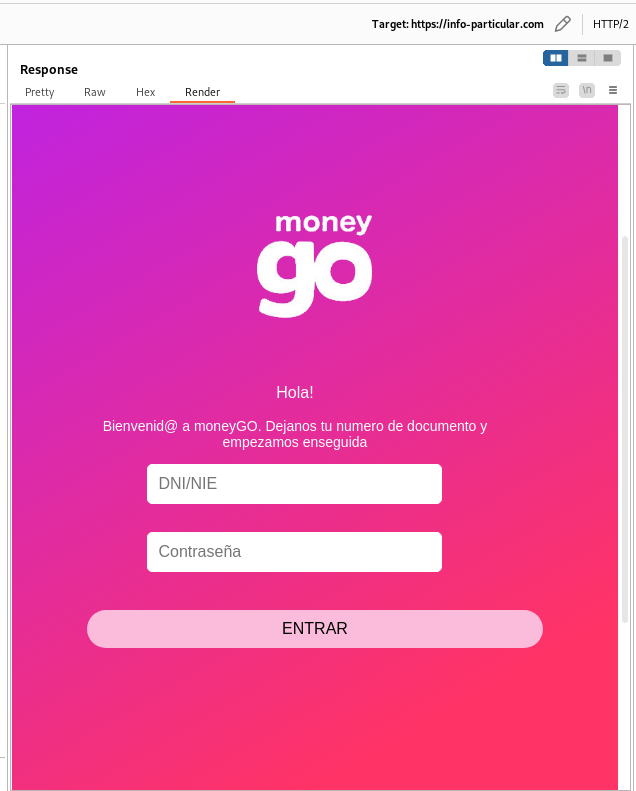 Target: https://info-particular.com HTTP/2
Response
Pretty Raw Hex Render
\n
money
go
Hola!
Bienvenid@ a moneyGO. Dejanos tu numero de documento y
empezamos enseguida
DNI/NIE
Contraseña
ENTRAR